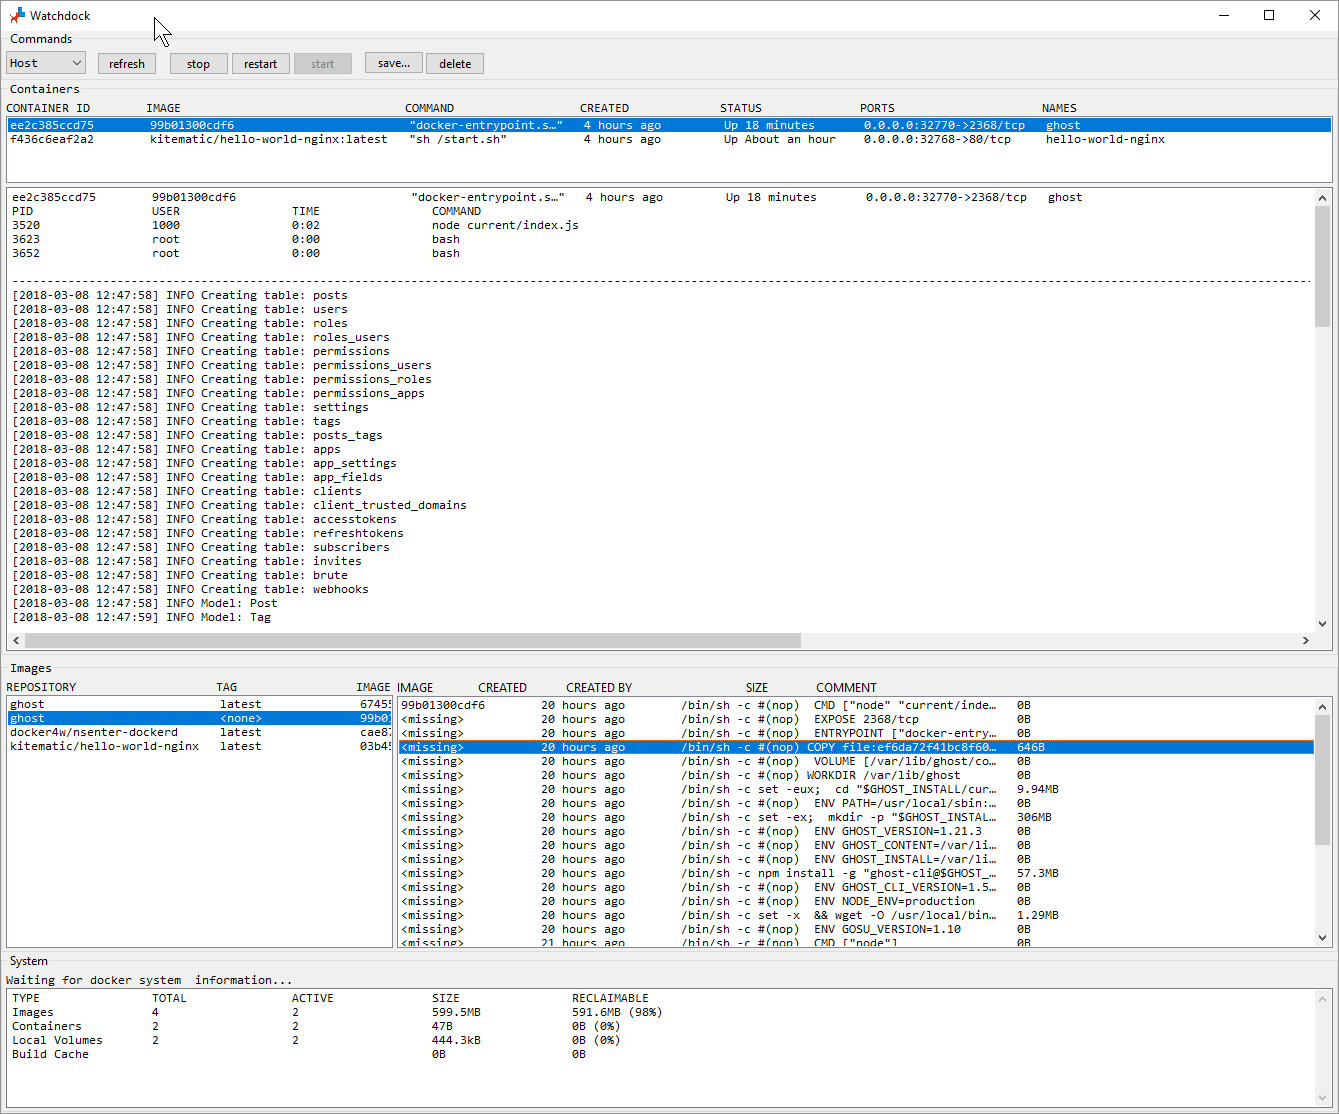 Watchdock
Commands
Host refresh stop restart start save... delete
Containers
CONTAINER ID IMAGE COMMAND CREATED STATUS PORTS NAMES
ee2c385ccd75 99b01300cdf6 "docker-entrypoint.s…" 4 hours ago Up 18 minutes 0.0.0.0:32770->2368/tcp ghost
f436c6eaf2a2 kitematic/hello-world-nginx:latest "sh /start.sh" 4 hours ago Up About an hour 0.0.0.0:32768->80/tcp hello-world-nginx
ee2c385ccd75 99b01300cdf6 "docker-entrypoint.s…" 4 hours ago Up 18 minutes 0.0.0.0:32770->2368/tcp ghost
PID USER TIME COMMAND
3520 1000 0:02 node current/index.js
3623 root 0:00 bash
3652 root 0:00 bash
[2018-03-08 12:47:58] INFO Creating table: posts
[2018-03-08 12:47:58] INFO Creating table: users
[2018-03-08 12:47:58] INFO Creating table: roles
[2018-03-08 12:47:58] INFO Creating table: roles_users
[2018-03-08 12:47:58] INFO Creating table: permissions
[2018-03-08 12:47:58] INFO Creating table: permissions_users
[2018-03-08 12:47:58] INFO Creating table: permissions_roles
[2018-03-08 12:47:58] INFO Creating table: permissions_apps
[2018-03-08 12:47:58] INFO Creating table: settings
[2018-03-08 12:47:58] INFO Creating table: tags
[2018-03-08 12:47:58] INFO Creating table: posts_tags
[2018-03-08 12:47:58] INFO Creating table: apps
[2018-03-08 12:47:58] INFO Creating table: app_settings
[2018-03-08 12:47:58] INFO Creating table: app_fields
[2018-03-08 12:47:58] INFO Creating table: clients
[2018-03-08 12:47:58] INFO Creating table: client_trusted_domains
[2018-03-08 12:47:58] INFO Creating table: accesstokens
[2018-03-08 12:47:58] INFO Creating table: refreshtokens
[2018-03-08 12:47:58] INFO Creating table: subscribers
[2018-03-08 12:47:58] INFO Creating table: invites
[2018-03-08 12:47:58] INFO Creating table: brute
[2018-03-08 12:47:58] INFO Creating table: webhooks
[2018-03-08 12:47:58] INFO Model: Post
[2018-03-08 12:47:59] INFO Model: Tag
Images
REPOSITORY TAG IMAGE
ghost latest 67455
ghost <none> 99b01
docker4w/nsenter-dockerd latest cae87
kitematic/hello-world-nginx latest 03b45
IMAGE CREATED CREATED BY SIZE COMMENT
99b01300cdf6 20 hours ago /bin/sh -c #(nop) CMD ["node" "current/inde… 0B
<missing> 20 hours ago /bin/sh -c #(nop) EXPOSE 2368/tcp 0B
<missing> 20 hours ago /bin/sh -c #(nop) ENTRYPOINT ["docker-entry… 0B
<missing> 20 hours ago /bin/sh -c #(nop) COPY file:ef6da72f41bc8f60… 646B
<missing> 20 hours ago /bin/sh -c #(nop) VOLUME [/var/lib/ghost/co… 0B
<missing> 20 hours ago /bin/sh -c #(nop) WORKDIR /var/lib/ghost 0B
<missing> 20 hours ago /bin/sh -c set -eux; cd "$GHOST_INSTALL/cur… 9.94MB
<missing> 20 hours ago /bin/sh -c #(nop) ENV PATH=/usr/local/sbin:… 0B
<missing> 20 hours ago /bin/sh -c set -ex; mkdir -p "$GHOST_INSTAL… 306MB
<missing> 20 hours ago /bin/sh -c #(nop) ENV GHOST_VERSION=1.21.3 0B
<missing> 20 hours ago /bin/sh -c #(nop) ENV GHOST_CONTENT=/var/li… 0B
<missing> 20 hours ago /bin/sh -c #(nop) ENV GHOST_INSTALL=/var/li… 0B
<missing> 20 hours ago /bin/sh -c npm install -g "ghost-cli@$GHOST_… 57.3MB
<missing> 20 hours ago /bin/sh -c #(nop) ENV GHOST_CLI_VERSION=1.5… 0B
<missing> 20 hours ago /bin/sh -c #(nop) ENV NODE_ENV=production 0B
<missing> 20 hours ago /bin/sh -c set -x && wget -O /usr/local/bin… 1.29MB
<missing> 20 hours ago /bin/sh -c #(nop) ENV GOSU_VERSION=1.10 0B
<missing> 21 hours ago /bin/sh -c #(nop) CMD ["node"] 0B
System
Waiting for docker system information...
TYPE TOTAL ACTIVE SIZE RECLAIMABLE
Images 4 2 599.5MB 591.6MB (98%)
Containers 2 2 47B 0B (0%)
Local Volumes 2 2 444.3kB 0B (0%)
Build Cache 0B 0B